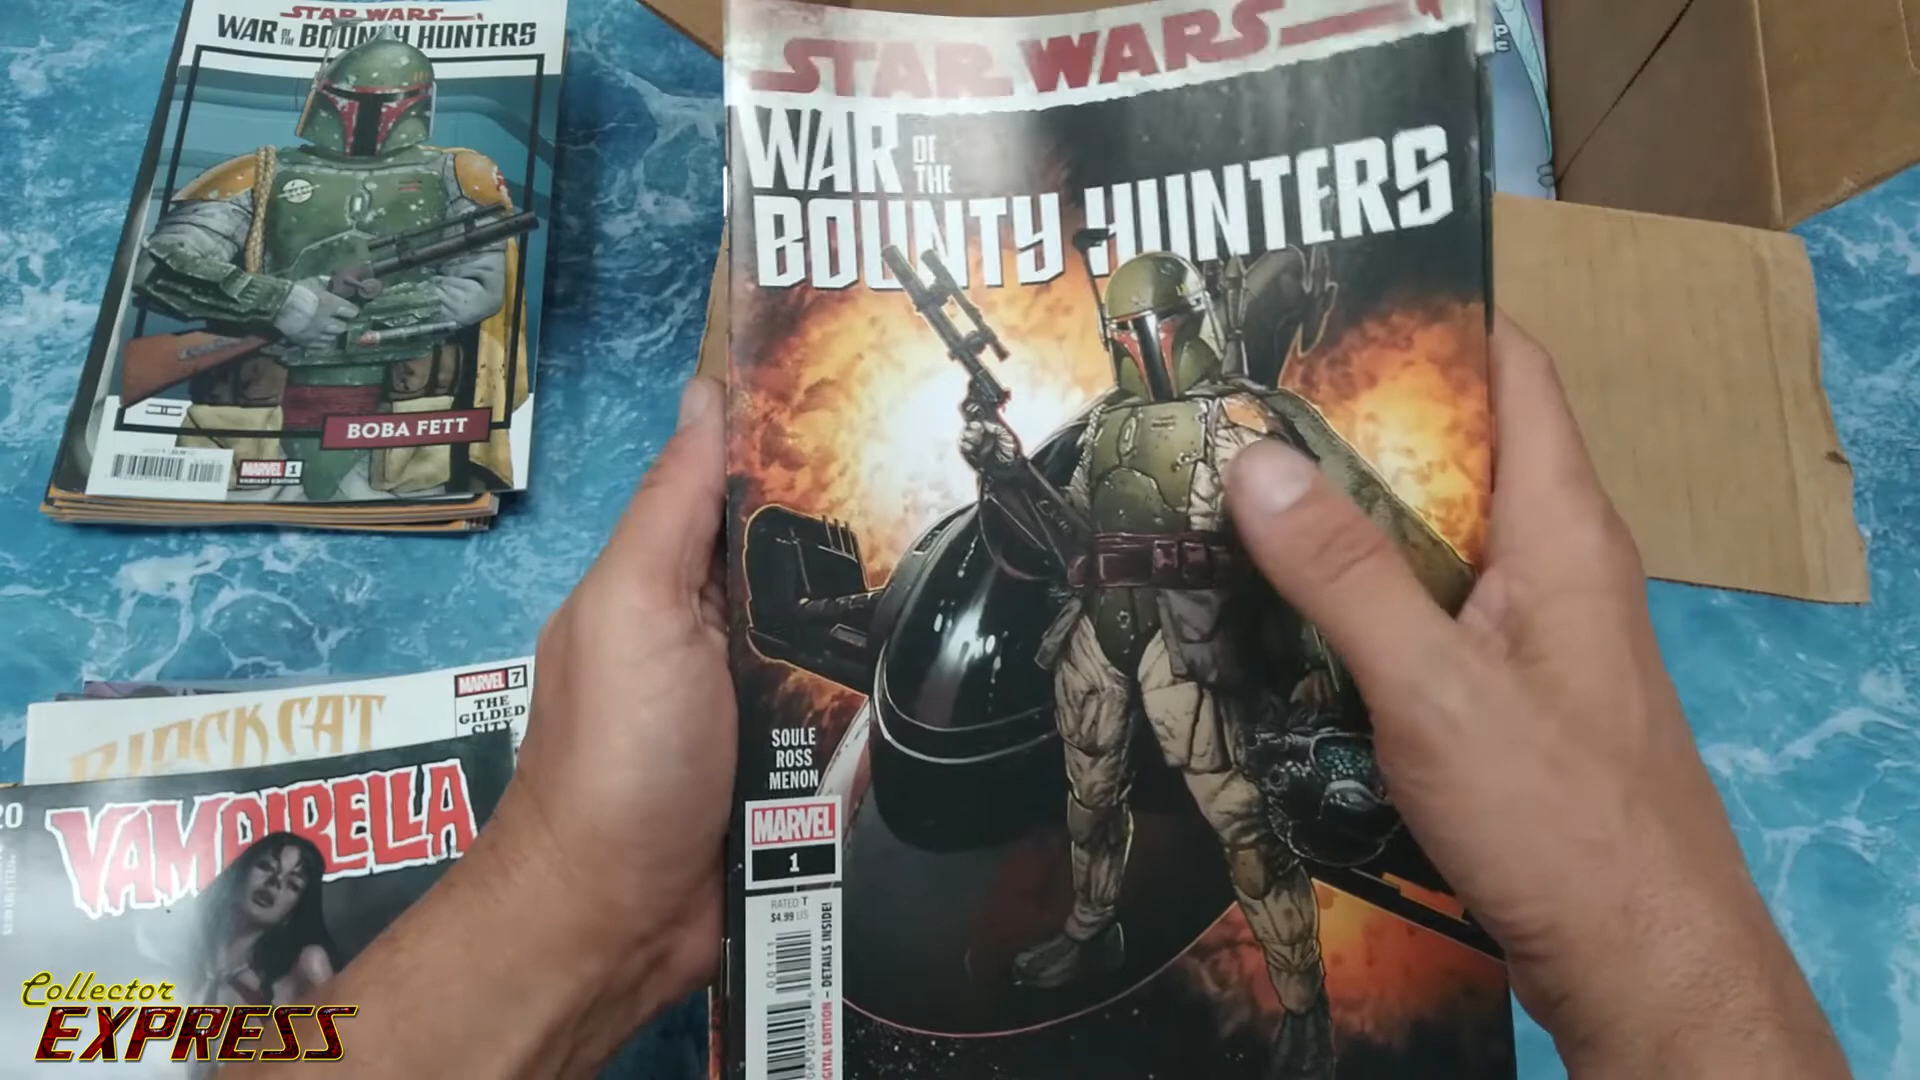 STAR WARS
WAR OF THE BOUNTY HUNTERS
BOBA FETT
MARVEL 1
VARIANT EDITION
STAR WARS
WAR OF THE
BOUNTY HUNTERS
SOULE
ROSS
MENON
MARVEL
1
RATED T
$4.99 US
DIGITAL EDITION – DETAILS INSIDE!
00111
BLACK CAT
MARVEL 7
THE
GILDED
CITY
VAMPIRELLA
Collector
EXPRESS